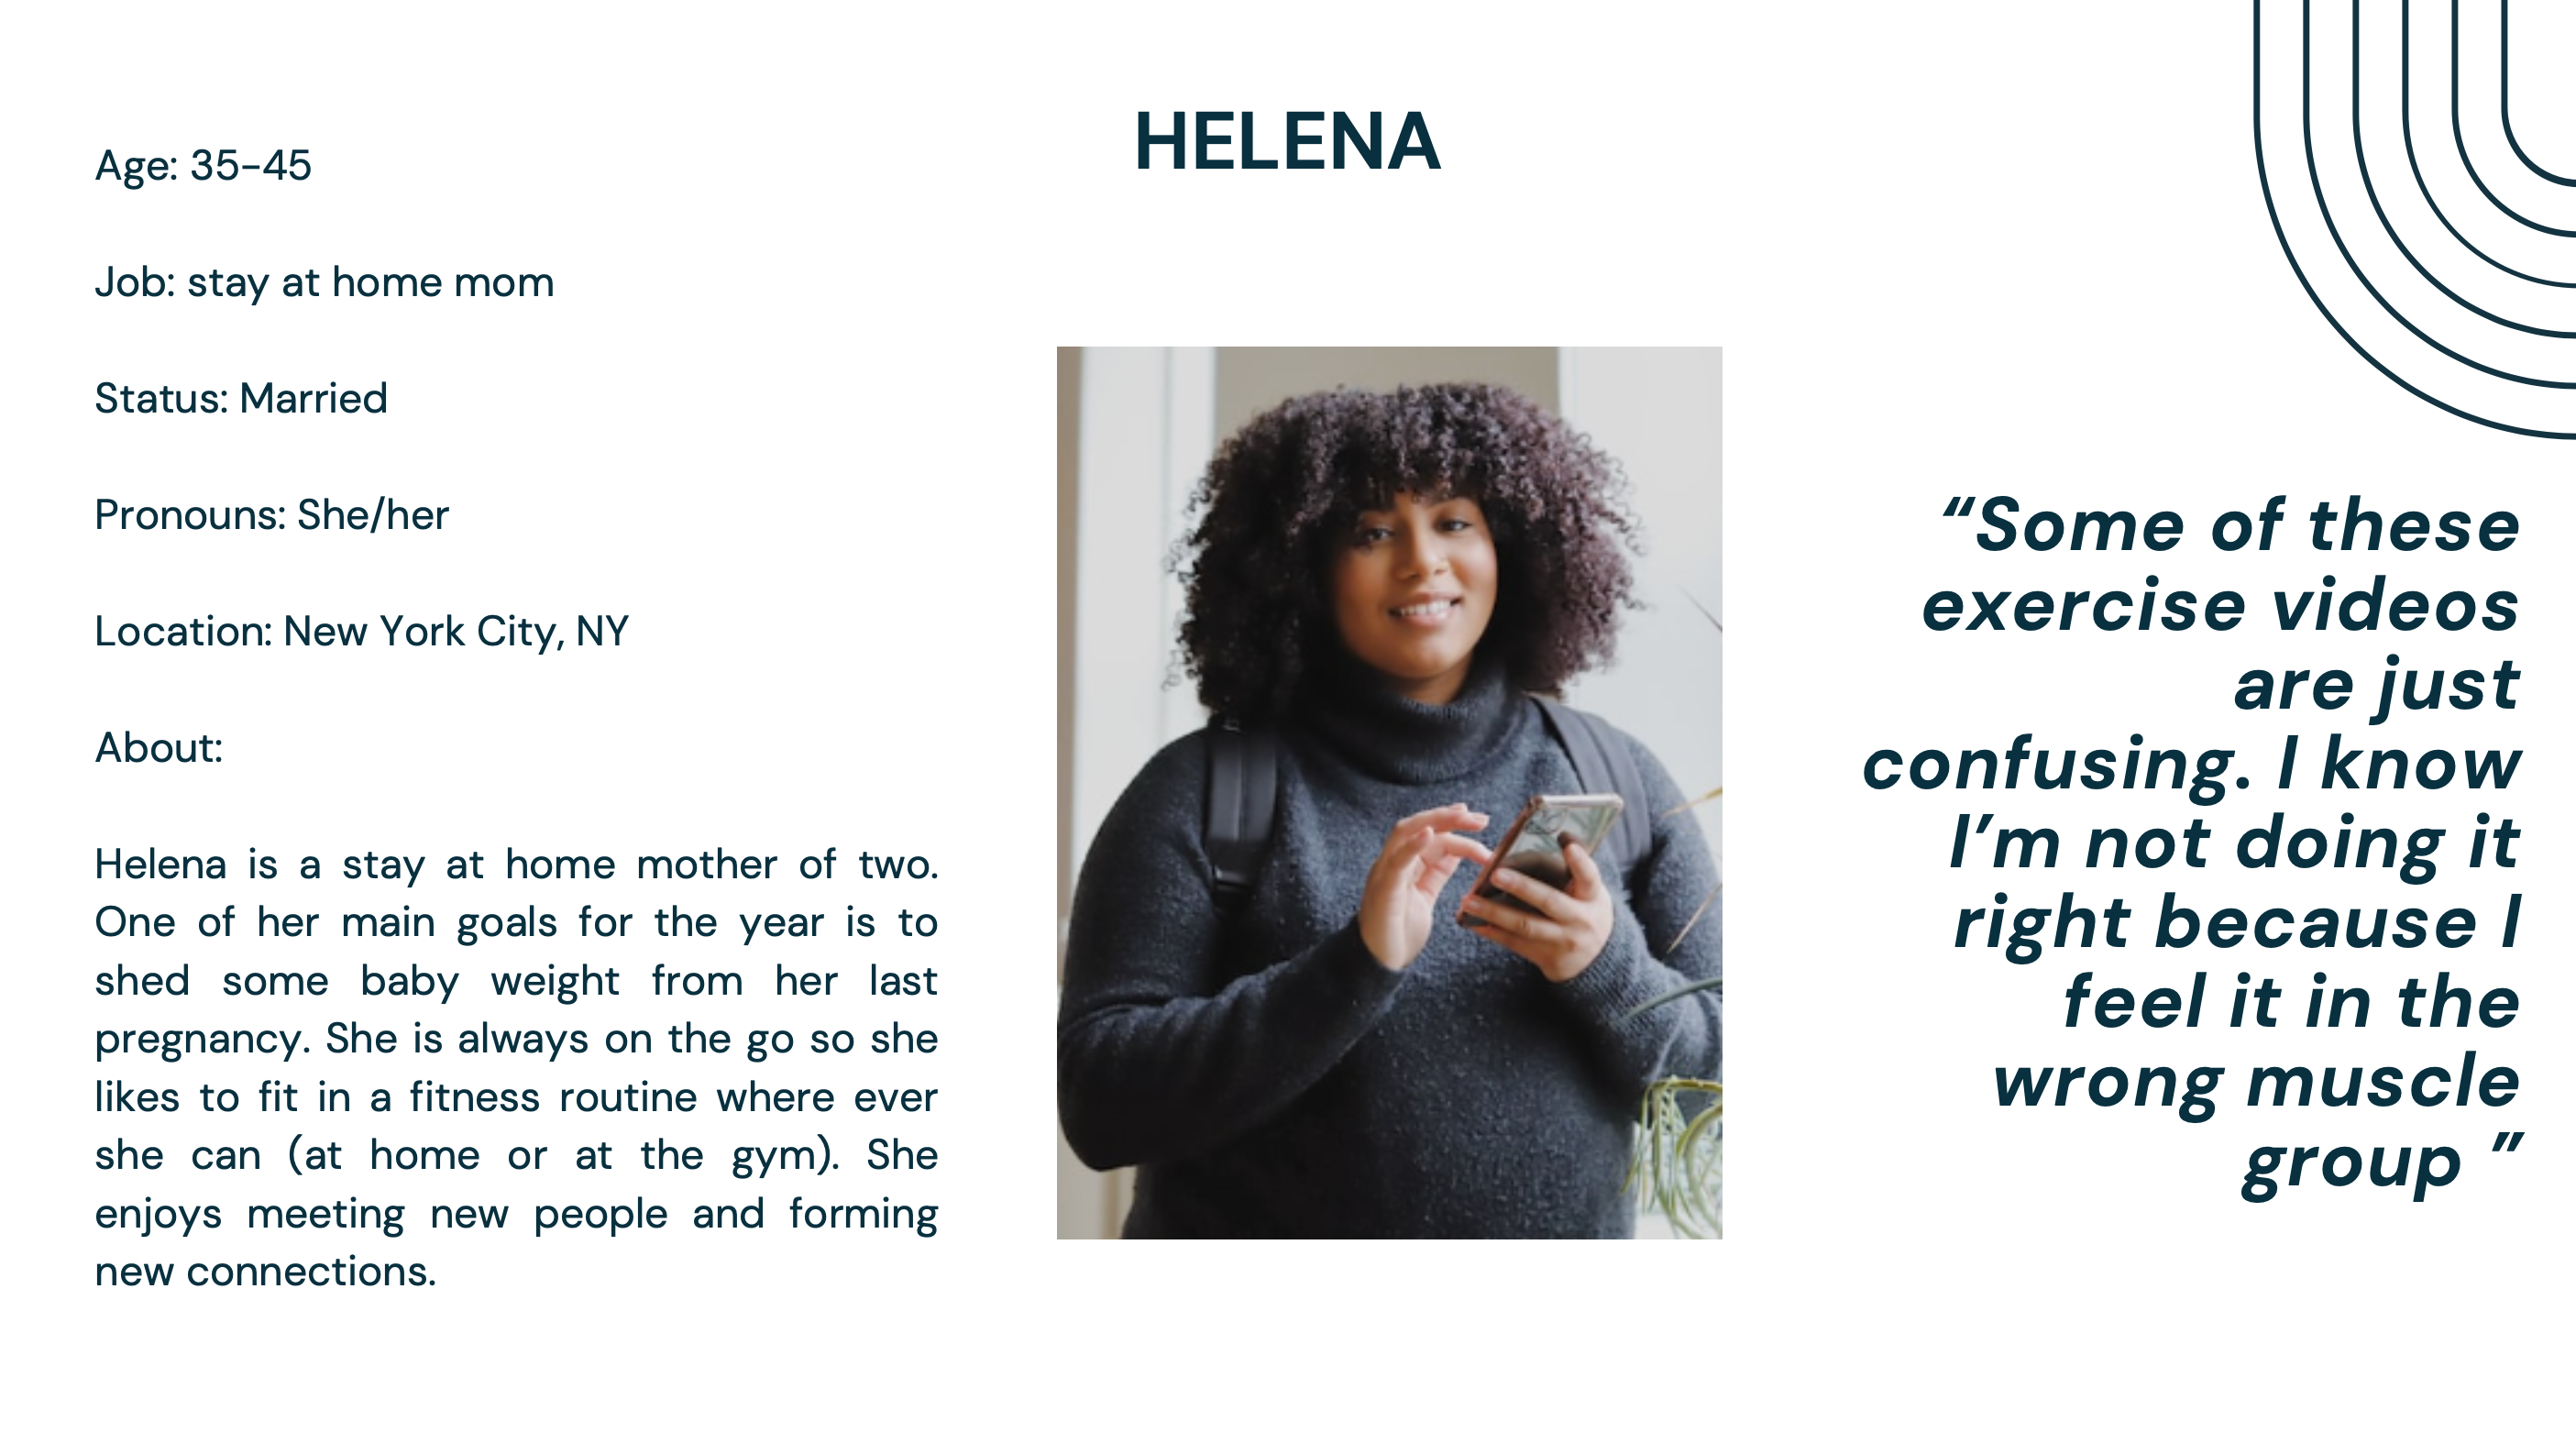 HELENA
Age: 35-45
Job: stay at home mom
Status: Married
Pronouns: She/her
Location: New York City, NY
About:
Helena is a stay at home mother of two.
One of her main goals for the year is to
shed some baby weight from her last
pregnancy. She is always on the go so she
likes to fit in a fitness routine where ever
she can (at home or at the gym). She
enjoys meeting new people and forming
new connections.
“Some of these
exercise videos
are just
confusing. I know
I’m not doing it
right because I
feel it in the
wrong muscle
group ”